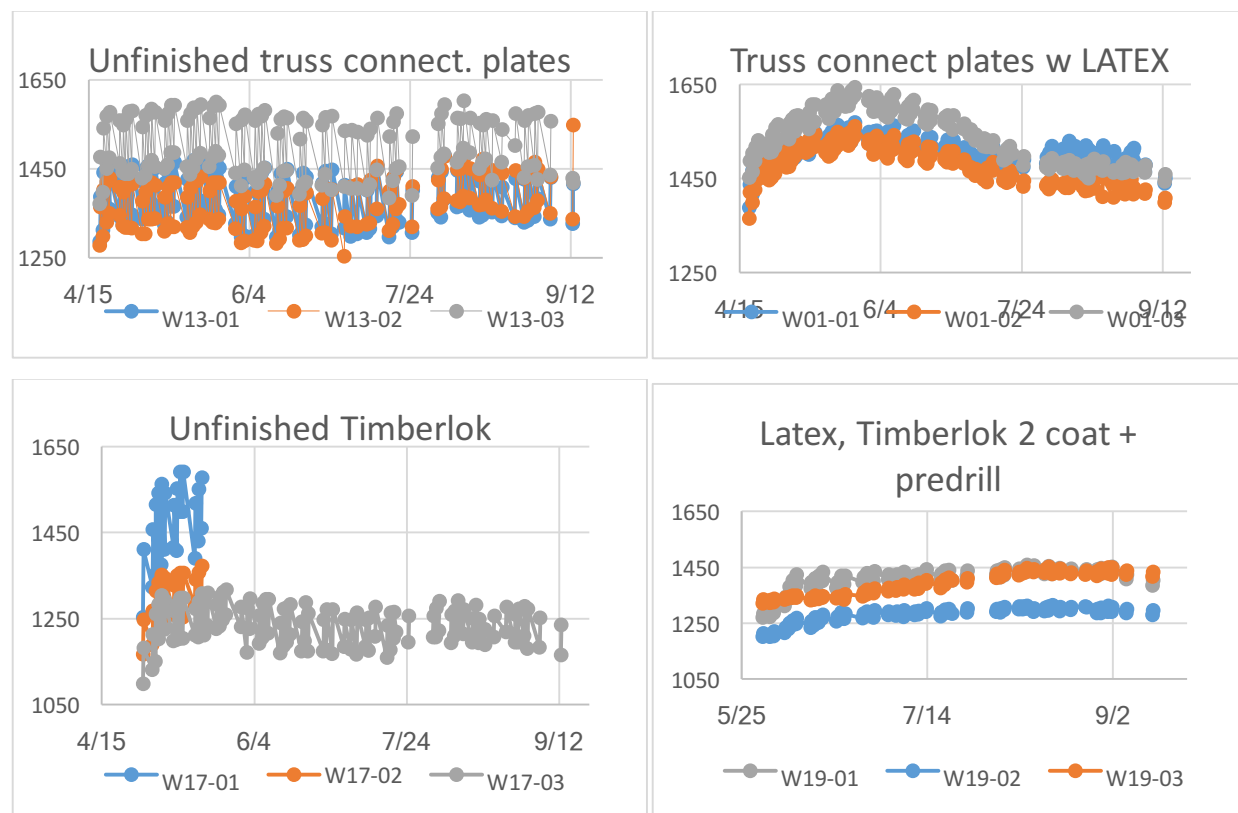 Unfinished truss connect. plates
1650
1450
1250
4/15 6/4 7/24 9/12
W13-01 W13-02 W13-03
Truss connect plates w LATEX
1650
1450
1250
4/15 6/4 7/24 9/12
W01-01 W01-02 W01-03
Unfinished Timberlok
1650
1450
1250
1050
4/15 6/4 7/24 9/12
W17-01 W17-02 W17-03
Latex, Timberlok 2 coat +
predrill
1650
1450
1250
1050
5/25 7/14 9/2
W19-01 W19-02 W19-03